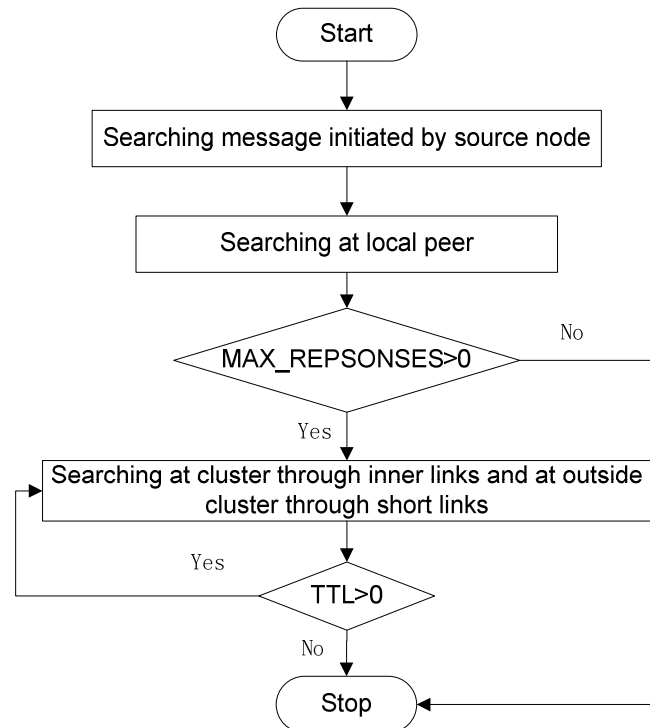 Start
Searching message initiated by source node
Searching at local peer
MAX_REPSONSES>0
No
Yes
Searching at cluster through inner links and at outside
cluster through short links
Yes
TTL>0
No
Stop